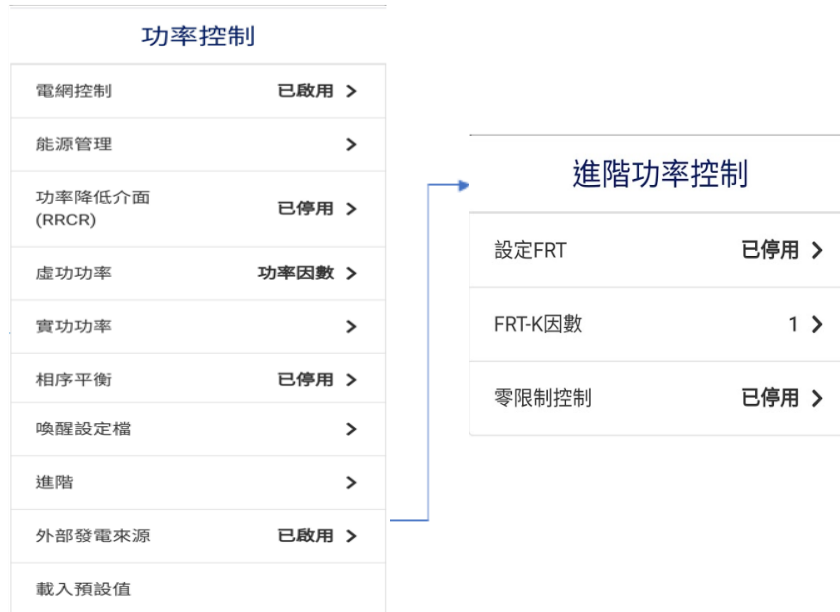 功率控制
電網控制 已啟用
能源管理
功率降低介面
(RRCR) 已停用
虛功功率 功率因數
實功功率
相序平衡 已停用
喚醒設定檔
進階
外部發電來源 已啟用
載入預設值
進階功率控制
設定FRT 已停用
FRT-K因數 1
零限制控制 已停用